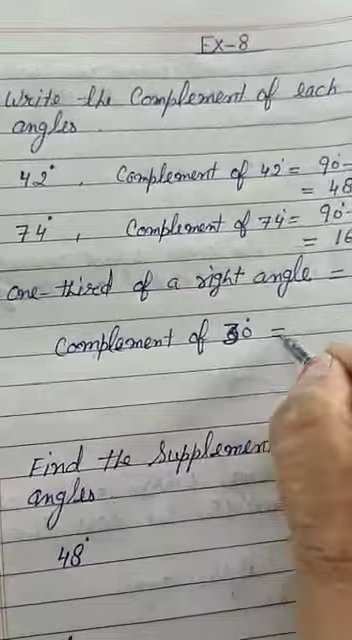 Ex-8
Write the Complement of each
angles.
42° , Complement of 42° = 90°-
= 48
74° , Complement of 74° = 90°-
= 16
one-third of a right angle =
Complement of 30° =
Find the Supplemen
angles
48°